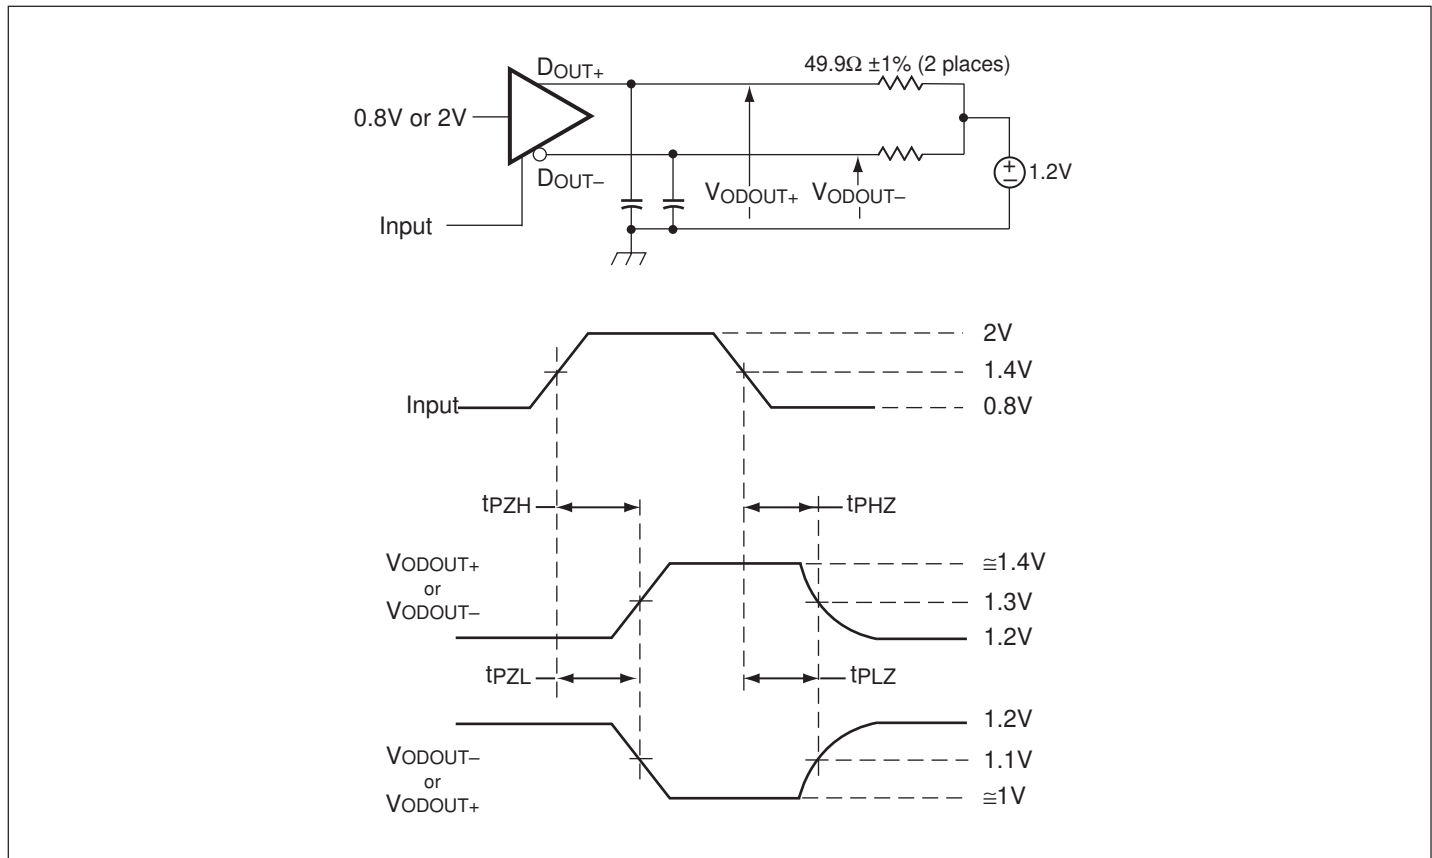 DOUT+
49.9Ω ±1% (2 places)
0.8V or 2V
DOUT–
VODOUT+
VODOUT–
+
–
1.2V
Input
2V
1.4V
Input
0.8V
tPZH
tPHZ
VODOUT+
or
VODOUT–
≅1.4V
1.3V
1.2V
tPZL
tPLZ
1.2V
VODOUT–
or
VODOUT+
1.1V
≅1V